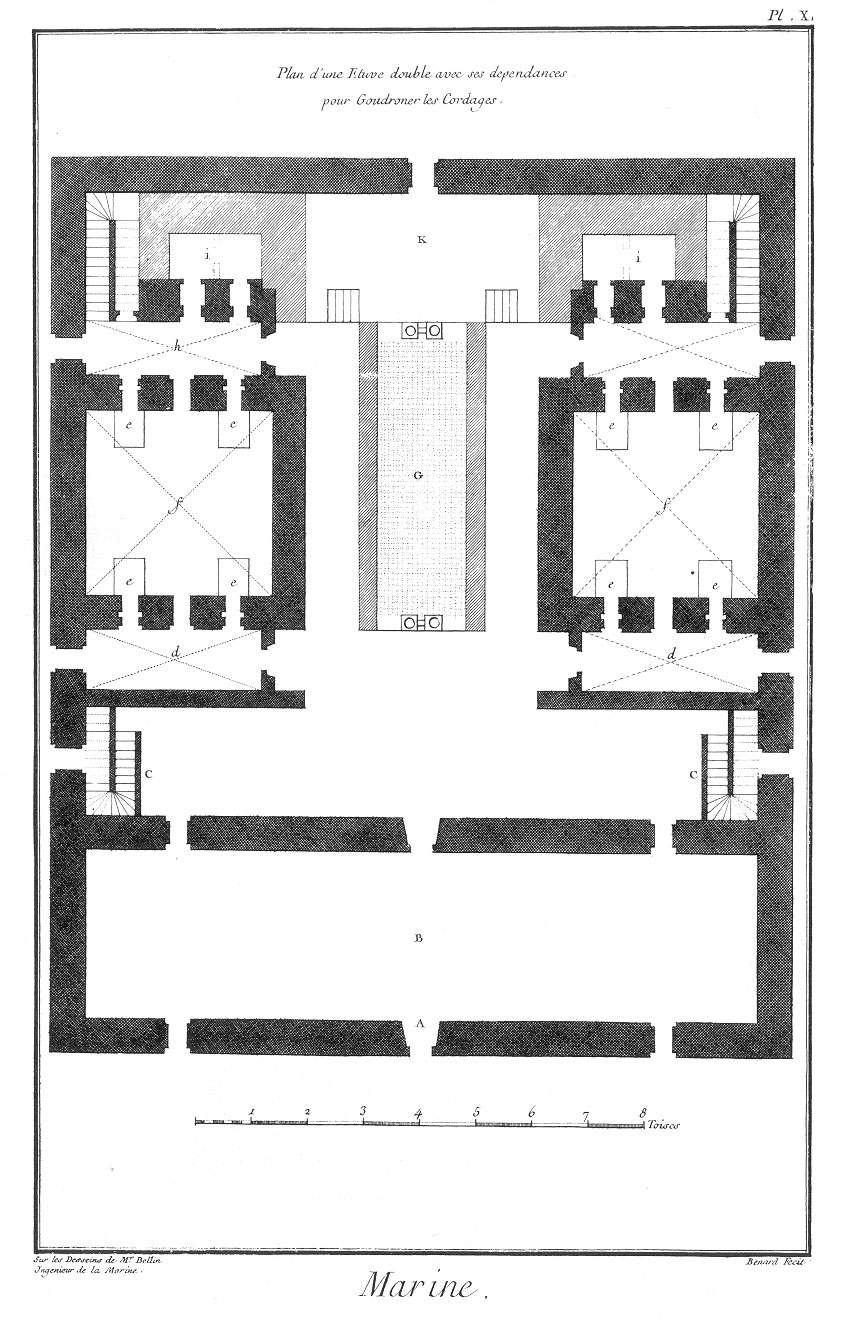 Pl. X.
Plan d'une Etuve double avec ses dependances
pour Goudroner les Cordages.
K
i
i
h
e
e
e
e
G
f
f
e
e
e
e
d
d
C
C
B
A
1 2 3 4 5 6 7 8
Toises
Sur les Desseins de Mr Bellin
Ingenieur de la Marine.
Benard Fecit
Marine.